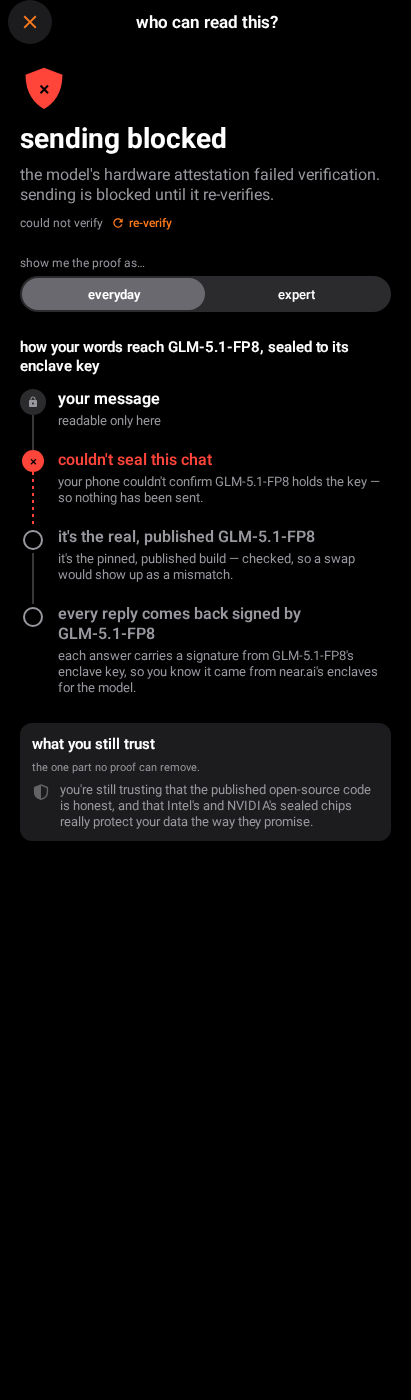 who can read this?
sending blocked
the model's hardware attestation failed verification.
sending is blocked until it re-verifies.
could not verify re-verify
show me the proof as…
everyday expert
how your words reach GLM-5.1-FP8, sealed to its
enclave key
your message
readable only here
couldn't seal this chat
your phone couldn't confirm GLM-5.1-FP8 holds the key —
so nothing has been sent.
it's the real, published GLM-5.1-FP8
it's the pinned, published build — checked, so a swap
would show up as a mismatch.
every reply comes back signed by
GLM-5.1-FP8
each answer carries a signature from GLM-5.1-FP8's
enclave key, so you know it came from near.ai's enclaves
for the model.
what you still trust
the one part no proof can remove.
you're still trusting that the published open-source code
is honest, and that Intel's and NVIDIA's sealed chips
really protect your data the way they promise.